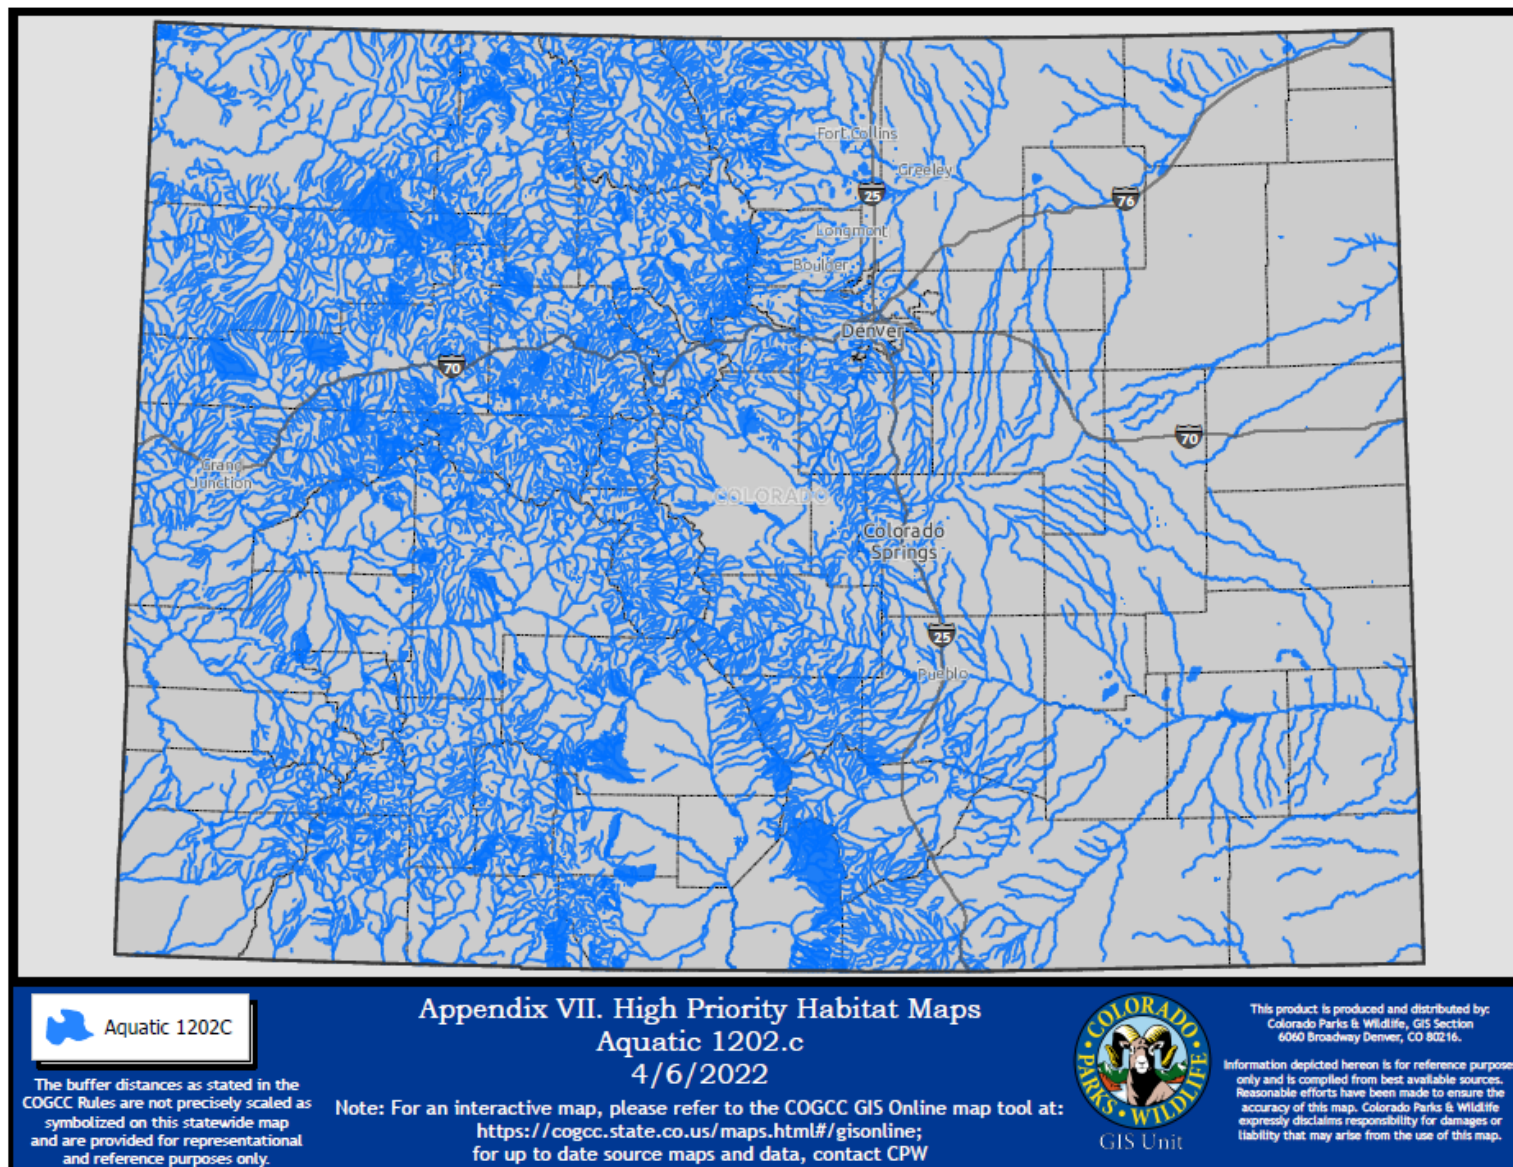 Fort Collins
Greeley
25
76
Longmont
Boulder
Denver
70
70
Grand
Junction
COLORADO
Colorado
Springs
25
Pueblo
Aquatic 1202C
The buffer distances as stated in the
COGCC Rules are not precisely scaled as
symbolized on this statewide map
and are provided for representational
and reference purposes only.
Appendix VII. High Priority Habitat Maps
Aquatic 1202.c
4/6/2022
Note: For an interactive map, please refer to the COGCC GIS Online map tool at:
https://cogcc.state.co.us/maps.html#/gisonline;
for up to date source maps and data, contact CPW
COLORADO
PARKS • WILDLIFE
GIS Unit
This product is produced and distributed by:
Colorado Parks & Wildlife, GIS Section
6060 Broadway Denver, CO 80216.
Information depicted hereon is for reference purpose
only and is compiled from best available sources.
Reasonable efforts have been made to ensure the
accuracy of this map. Colorado Parks & Wildlife
expressly disclaims responsibility for damages or
liability that may arise from the use of this map.